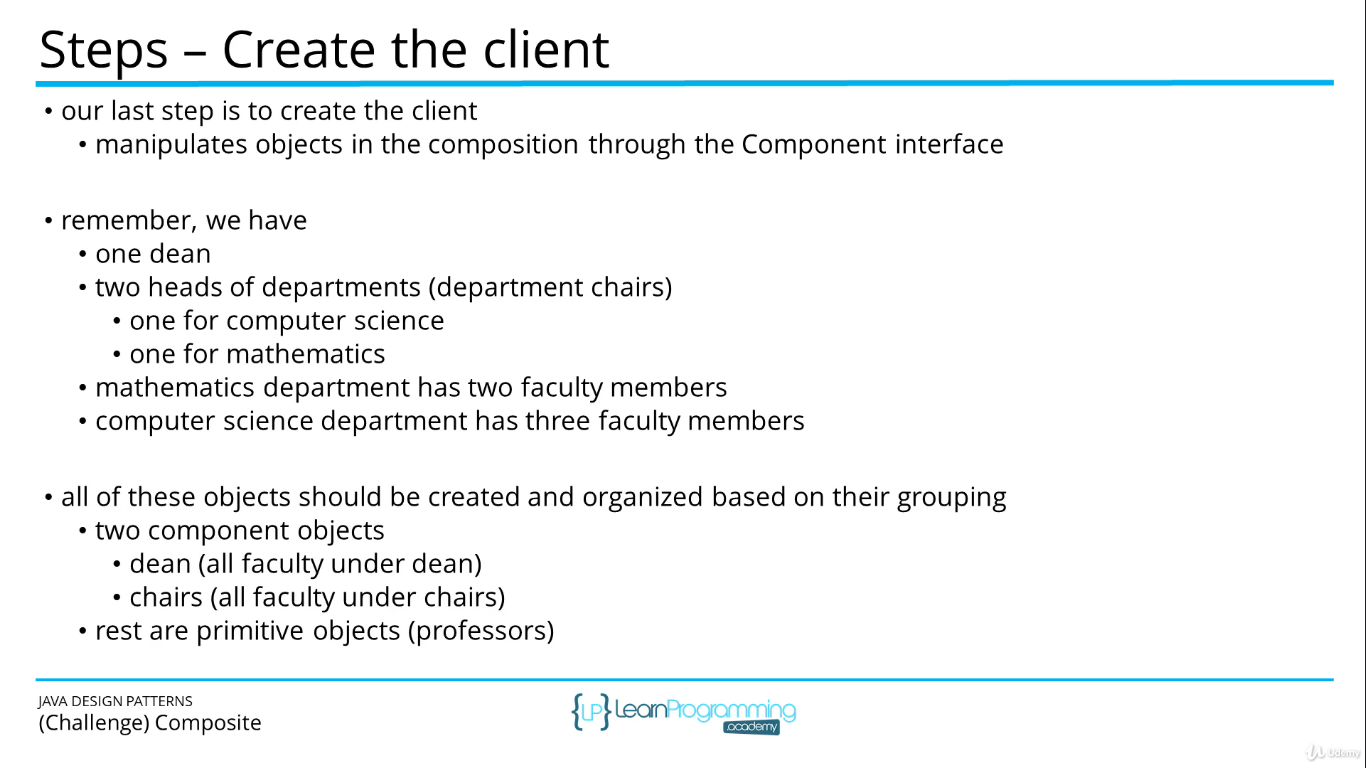 Steps – Create the client
• our last step is to create the client
• manipulates objects in the composition through the Component interface
• remember, we have
• one dean
• two heads of departments (department chairs)
• one for computer science
• one for mathematics
• mathematics department has two faculty members
• computer science department has three faculty members
• all of these objects should be created and organized based on their grouping
• two component objects
• dean (all faculty under dean)
• chairs (all faculty under chairs)
• rest are primitive objects (professors)
JAVA DESIGN PATTERNS
(Challenge) Composite
{LP} LearnProgramming
.academy
Udemy